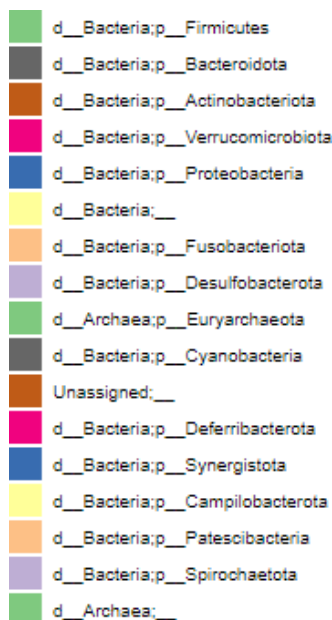 d__Bacteria;p__Firmicutes
d__Bacteria;p__Bacteroidota
d__Bacteria;p__Actinobacteriota
d__Bacteria;p__Verrucomicrobiota
d__Bacteria;p__Proteobacteria
d__Bacteria;__
d__Bacteria;p__Fusobacteriota
d__Bacteria;p__Desulfobacterota
d__Archaea;p__Euryarchaeota
d__Bacteria;p__Cyanobacteria
Unassigned;__
d__Bacteria;p__Deferribacterota
d__Bacteria;p__Synergistota
d__Bacteria;p__Campilobacterota
d__Bacteria;p__Patescibacteria
d__Bacteria;p__Spirochaetota
d__Archaea;__